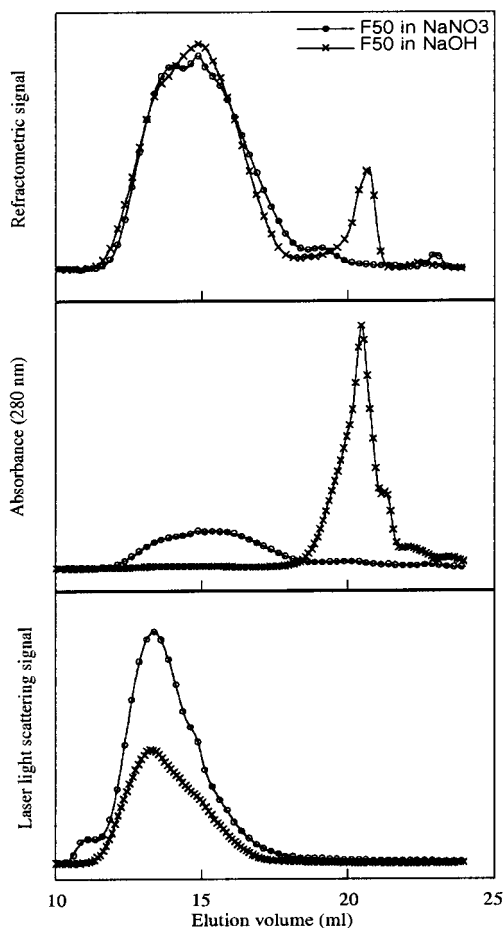 F50 in NaNO3
F50 in NaOH
Refractometric signal
Absorbance (280 nm)
Laser light scattering signal
10 15 20 25
Elution volume (ml)